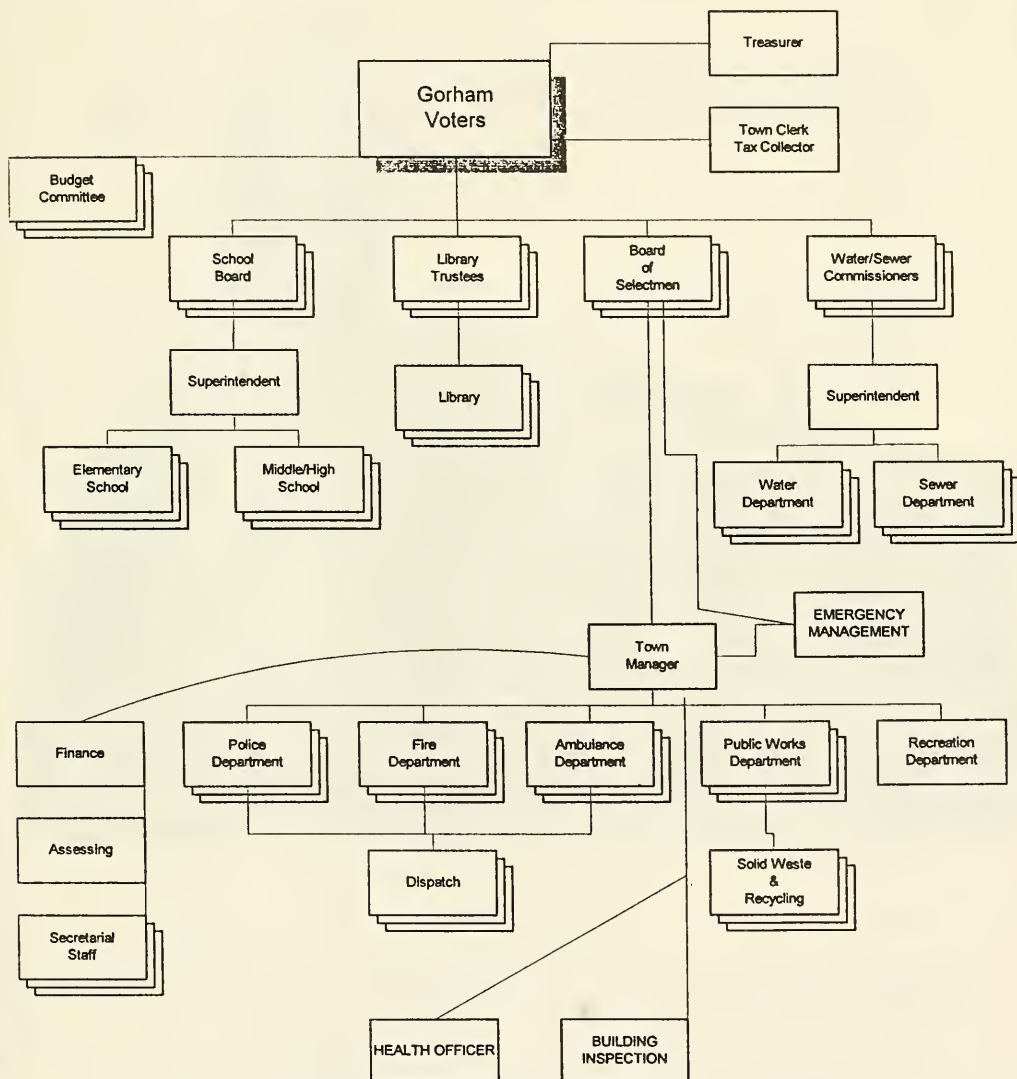 Treasurer
Gorham
Voters
Town Clerk
Tax Collector
Budget
Committee
School
Board
Library
Trustees
Board
of
Selectmen
Water/Sewer
Commissioners
Superintendent
Library
Superintendent
Elementary
School
Middle/High
School
Water
Department
Sewer
Department
EMERGENCY
MANAGEMENT
Town
Manager
Finance
Police
Department
Fire
Department
Ambulance
Department
Public Works
Department
Recreation
Department
Assessing
Dispatch
Solid Waste
&
Recycling
Secretarial
Staff
HEALTH OFFICER
BUILDING
INSPECTION